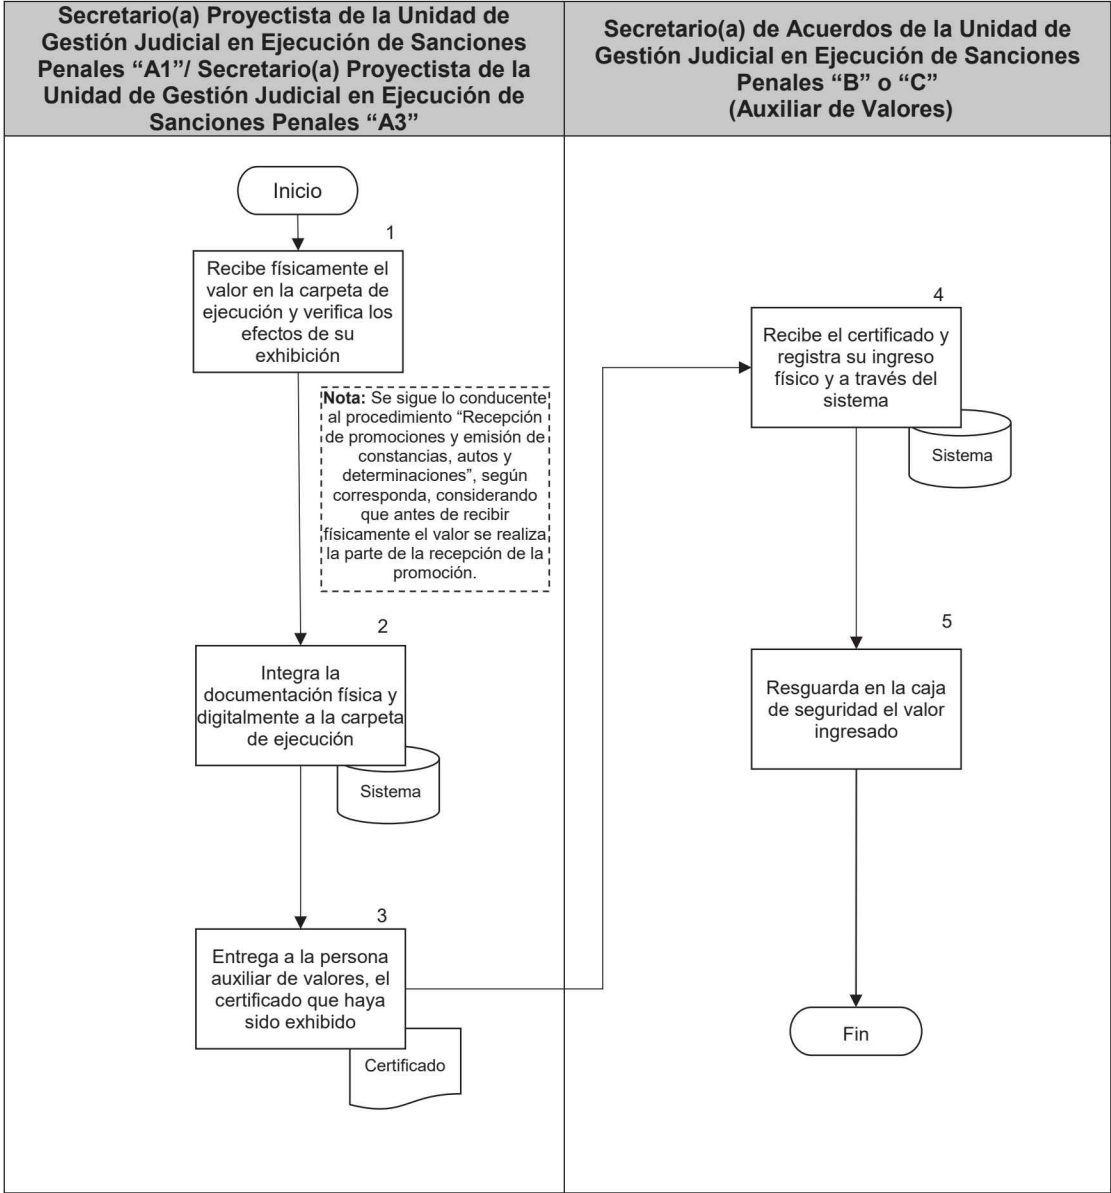 Secretario(a) Proyectista de la Unidad de
Gestión Judicial en Ejecución de Sanciones
Penales “A1”/ Secretario(a) Proyectista de la
Unidad de Gestión Judicial en Ejecución de
Sanciones Penales “A3”
Secretario(a) de Acuerdos de la Unidad de
Gestión Judicial en Ejecución de Sanciones
Penales “B” o “C”
(Auxiliar de Valores)
Inicio
1
Recibe físicamente el
valor en la carpeta de
ejecución y verifica los
efectos de su
exhibición
Nota: Se sigue lo conducente
al procedimiento “Recepción
de promociones y emisión de
constancias, autos y
determinaciones”, según
corresponda, considerando
que antes de recibir
físicamente el valor se realiza
la parte de la recepción de la
promoción.
2
Integra la
documentación física y
digitalmente a la carpeta
de ejecución
Sistema
3
Entrega a la persona
auxiliar de valores, el
certificado que haya
sido exhibido
Certificado
4
Recibe el certificado y
registra su ingreso
físico y a través del
sistema
Sistema
5
Resguarda en la caja
de seguridad el valor
ingresado
Fin